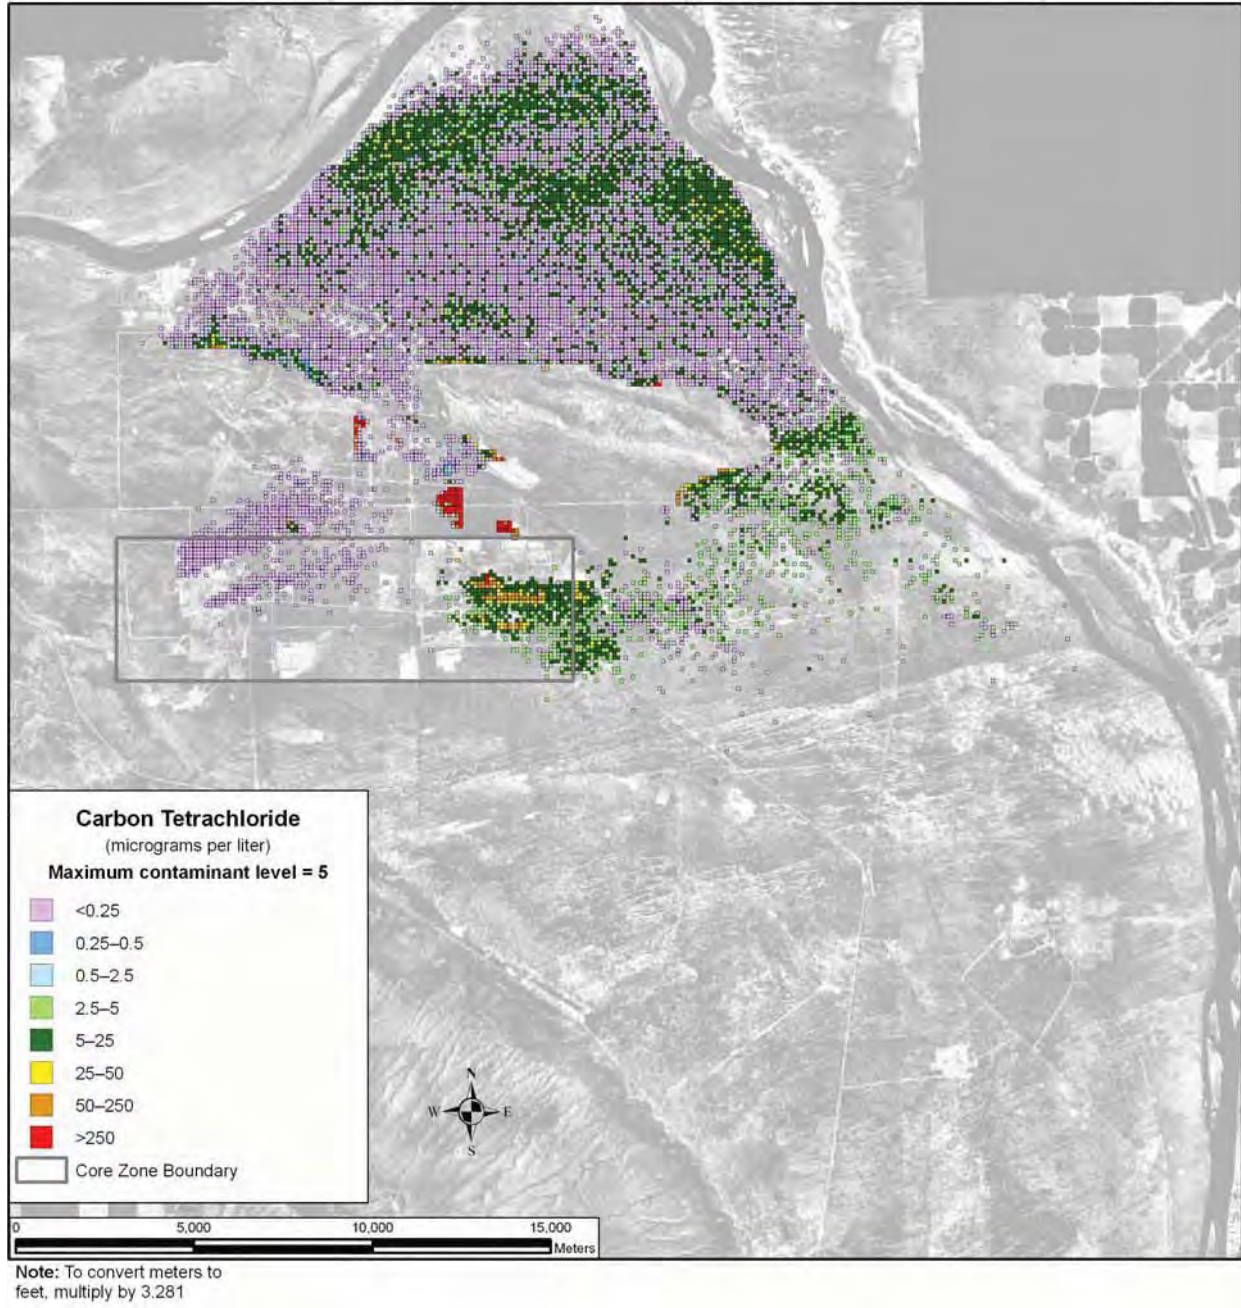 Carbon Tetrachloride
(micrograms per liter)
Maximum contaminant level = 5
<0.25
0.25–0.5
0.5–2.5
2.5–5
5–25
25–50
50–250
>250
Core Zone Boundary
N
W E
S
0 5,000 10,000 15,000
Meters
Note: To convert meters to
feet, multiply by 3.281